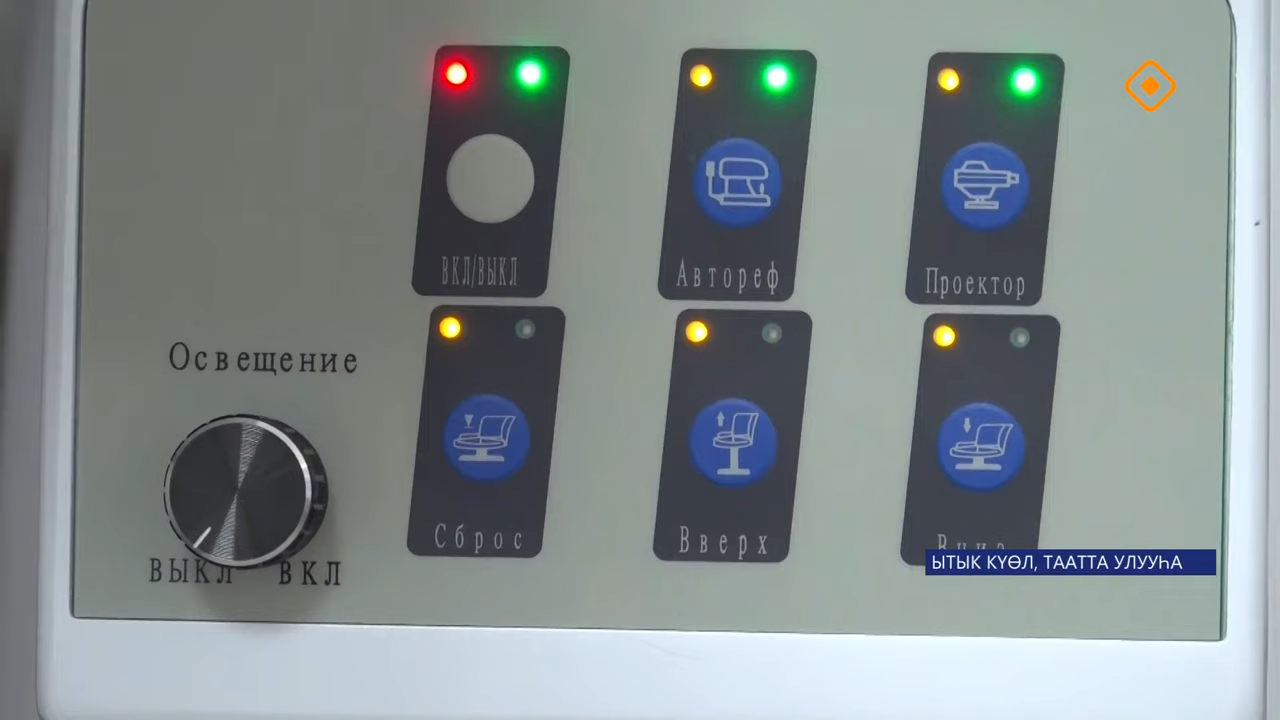 ВКЛ/ВЫКЛ
Автореф
Проектор
Освещение
Сброс
Вверх
ВЫКЛ ВКЛ
ЫТЫК КҮӨЛ, ТААТТА УЛУУҺА